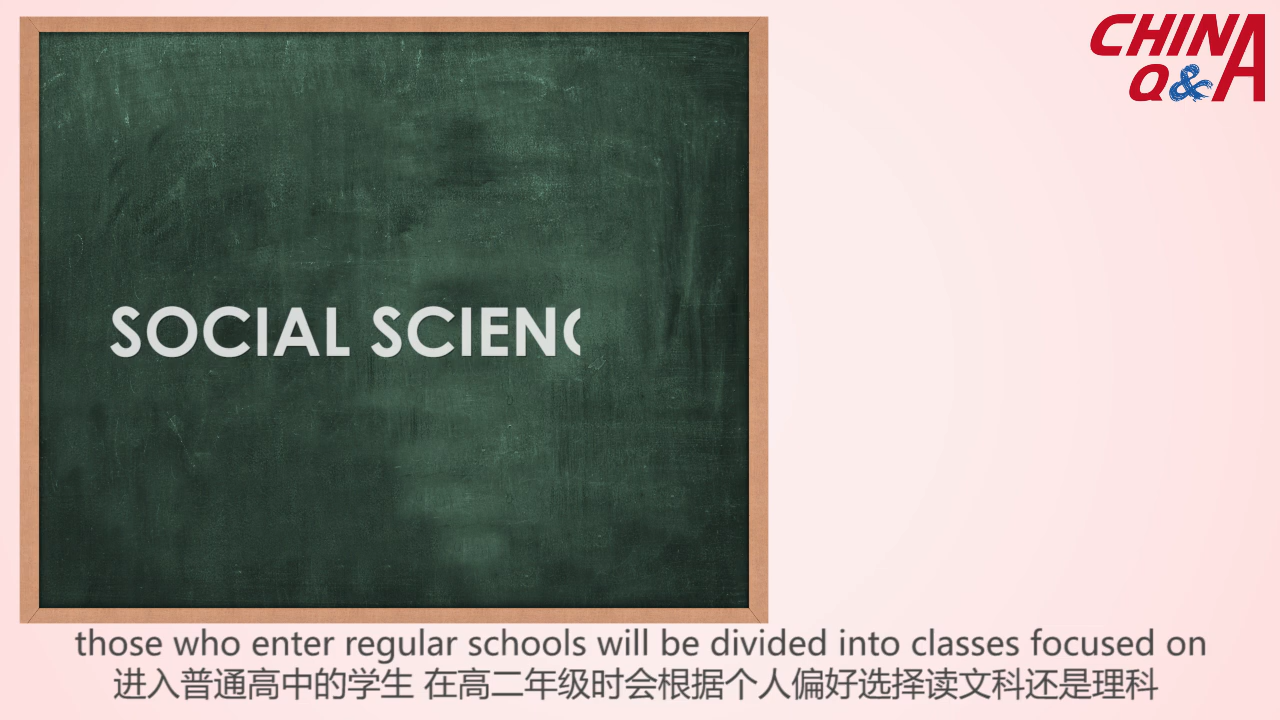 CHINA
Q&A
SOCIAL SCIENC
those who enter regular schools will be divided into classes focused on
进入普通高中的学生 在高二年级时会根据个人偏好选择读文科还是理科